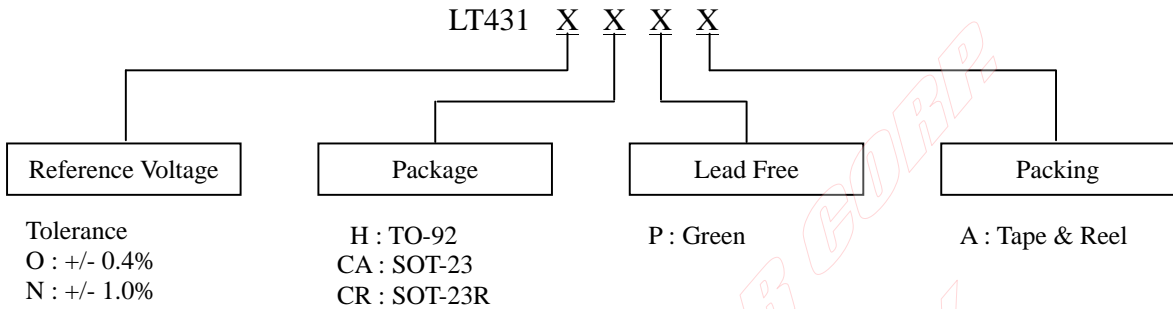 LT431 X X X X
Reference Voltage
Package
Lead Free
Packing
Tolerance
O : +/- 0.4%
N : +/- 1.0%
H : TO-92
CA : SOT-23
CR : SOT-23R
P : Green
A : Tape & Reel
R CORP.